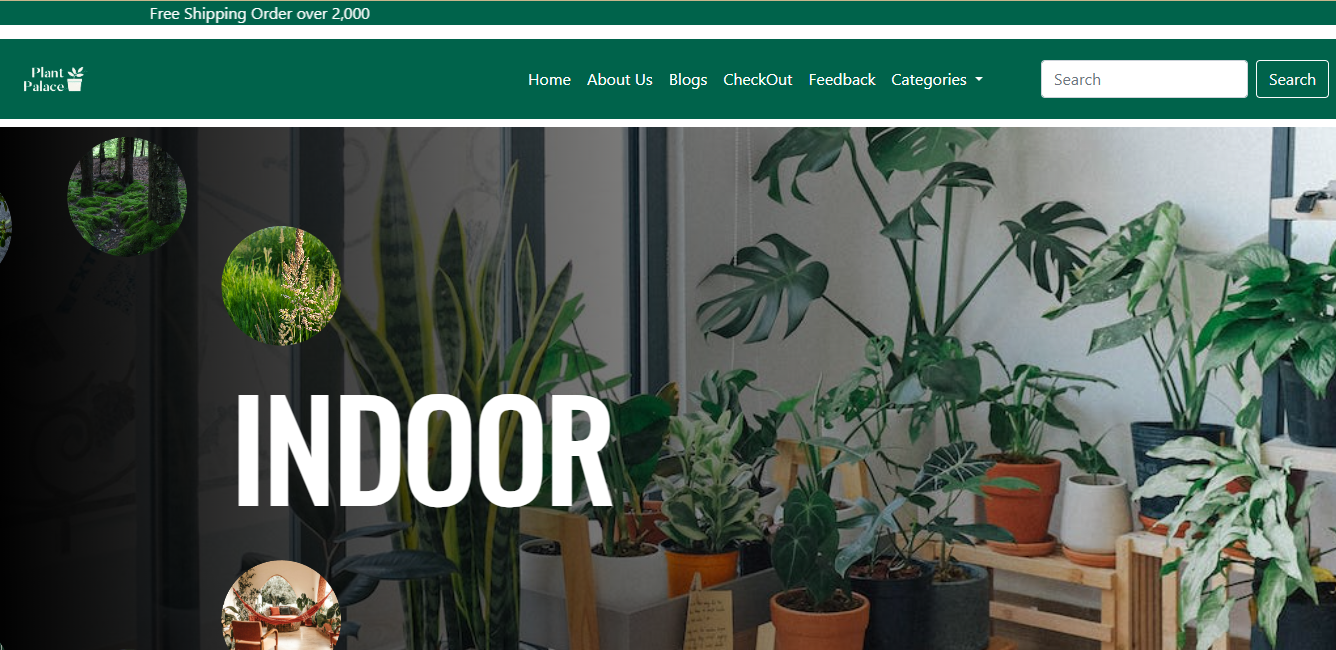 Free Shipping Order over 2,000
Plant
Palace
Home About Us Blogs CheckOut Feedback Categories Search Search
INDOOR